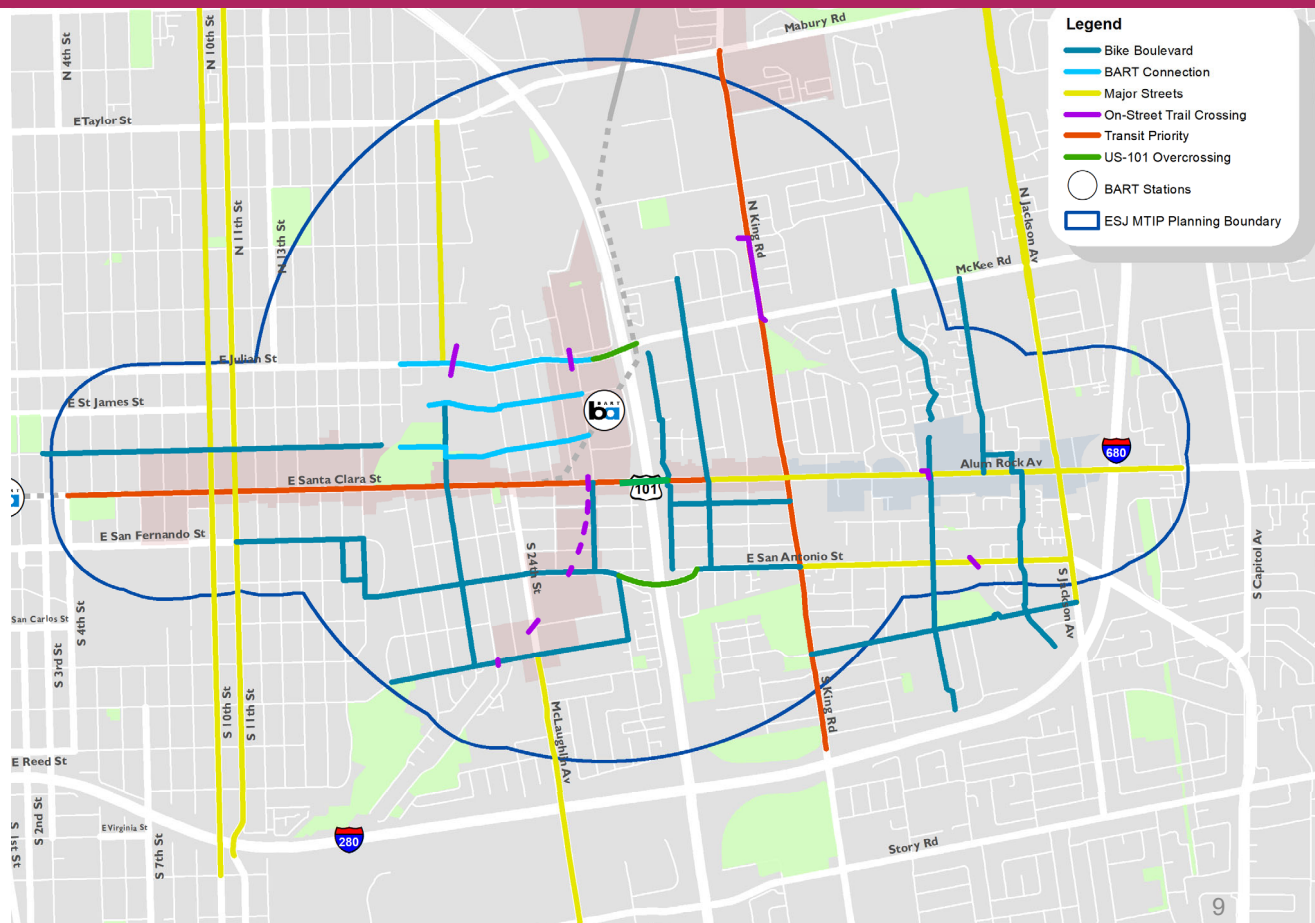 Legend
Bike Boulevard
BART Connection
Major Streets
On-Street Trail Crossing
Transit Priority
US-101 Overcrossing
BART Stations
ESJ MTIP Planning Boundary
Mabury Rd
N 4th St
N 10th St
E Taylor St
N 11th St
N 13th St
N King Rd
N Jackson Av
McKee Rd
E Julian St
E St James St
BART
ba
680
Alum Rock Av
E Santa Clara St
101
E San Fernando St
S 24th St
E San Antonio St
S Capitol Av
San Carlos St
S 4th St
S Jackson Av
S 3rd St
S 10th St
S 11th St
McLaughlin Av
S King Rd
E Reed St
S 2nd St
E Virginia St
S 1st St
S 7th St
280
Story Rd
9